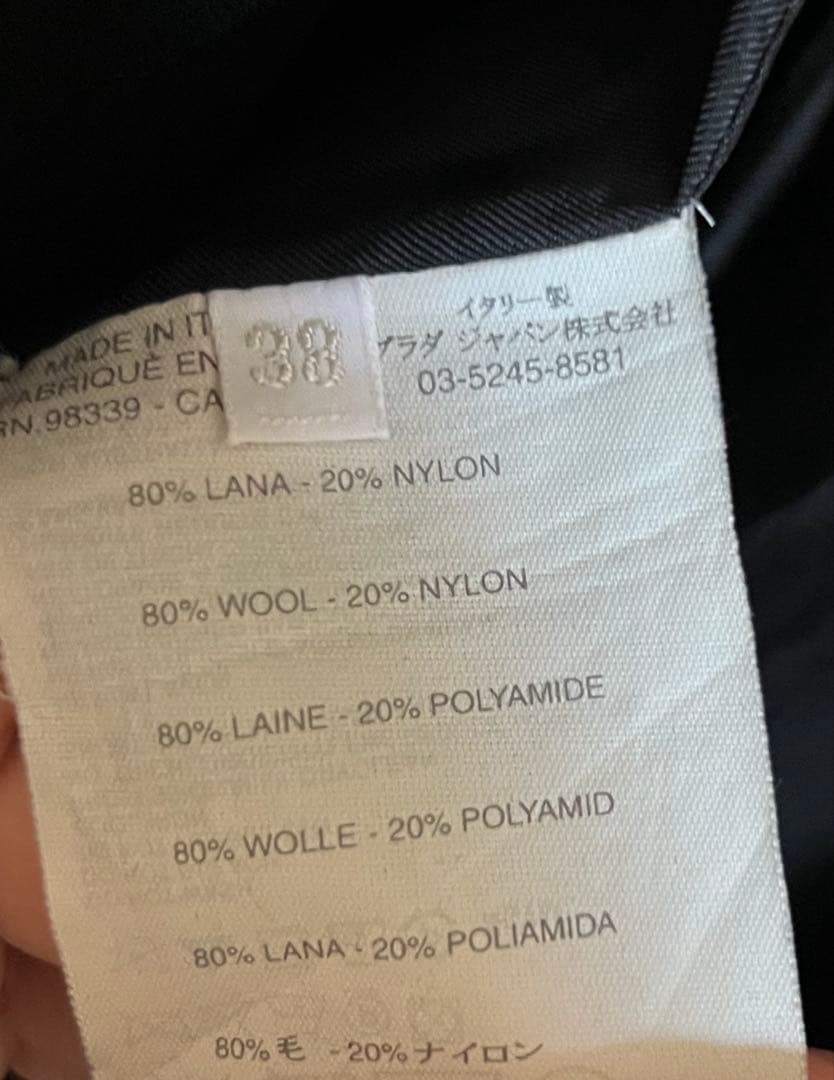 MADE IN IT
FABRIQUÉ EN
RN.98339 - CA
38
イタリー製
プラダ ジャパン株式会社
03-5245-8581
80% LANA - 20% NYLON
80% WOOL - 20% NYLON
80% LAINE - 20% POLYAMIDE
80% WOLLE - 20% POLYAMID
80% LANA - 20% POLIAMIDA
80% 毛 - 20% ナイロン